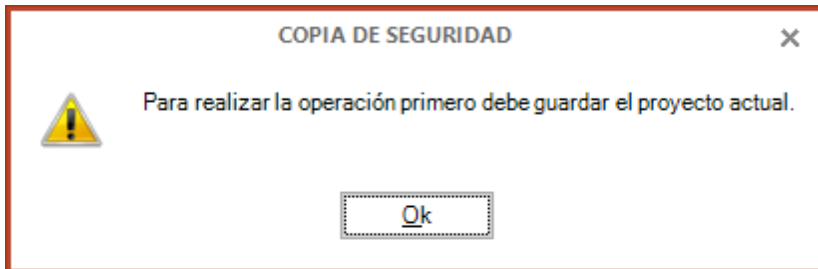 COPIA DE SEGURIDAD
Para realizar la operación primero debe guardar el proyecto actual.
Ok